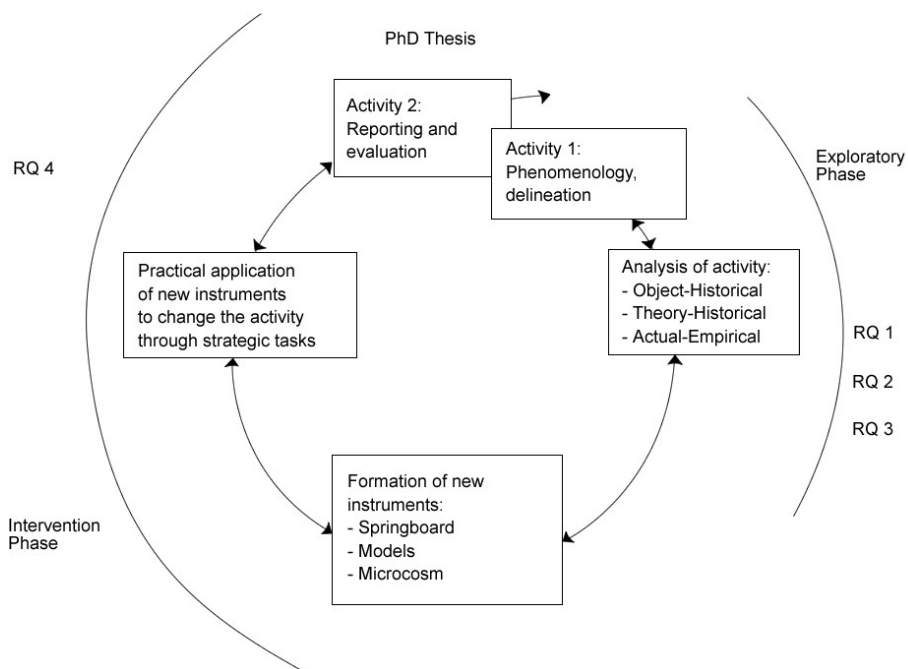 PhD Thesis
Activity 2:
Reporting and
evaluation
Activity 1:
Phenomenology,
delineation
Exploratory
Phase
RQ 4
Practical application
of new instruments
to change the activity
through strategic tasks
Analysis of activity:
- Object-Historical
- Theory-Historical
- Actual-Empirical
RQ 1
RQ 2
RQ 3
Formation of new
instruments:
- Springboard
- Models
- Microcosm
Intervention
Phase